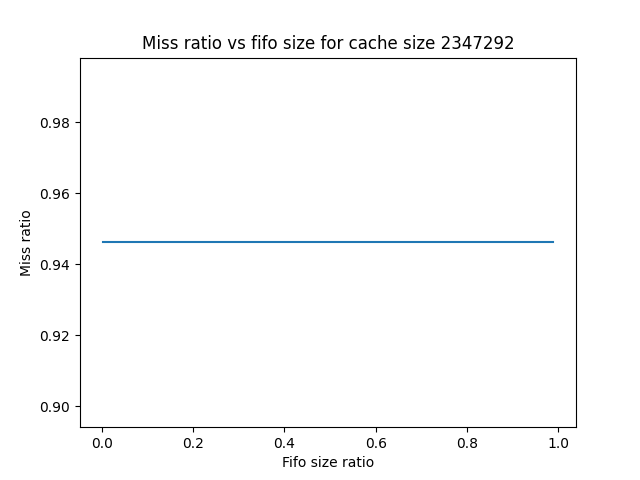 Miss ratio vs fifo size for cache size 2347292
0.98
0.96
0.94
0.92
0.90
Miss ratio
0.0 0.2 0.4 0.6 0.8 1.0
Fifo size ratio